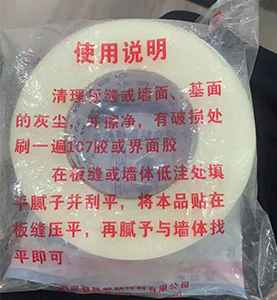 使用说明
清理板缝或墙面、基面
的灰尘，并擦净，有破损处
刷一遍107胶或界面胶
在板缝或墙体低洼处填
平腻子并刮平，将本品贴在
板缝压平，再腻予与墙体找
平即可。